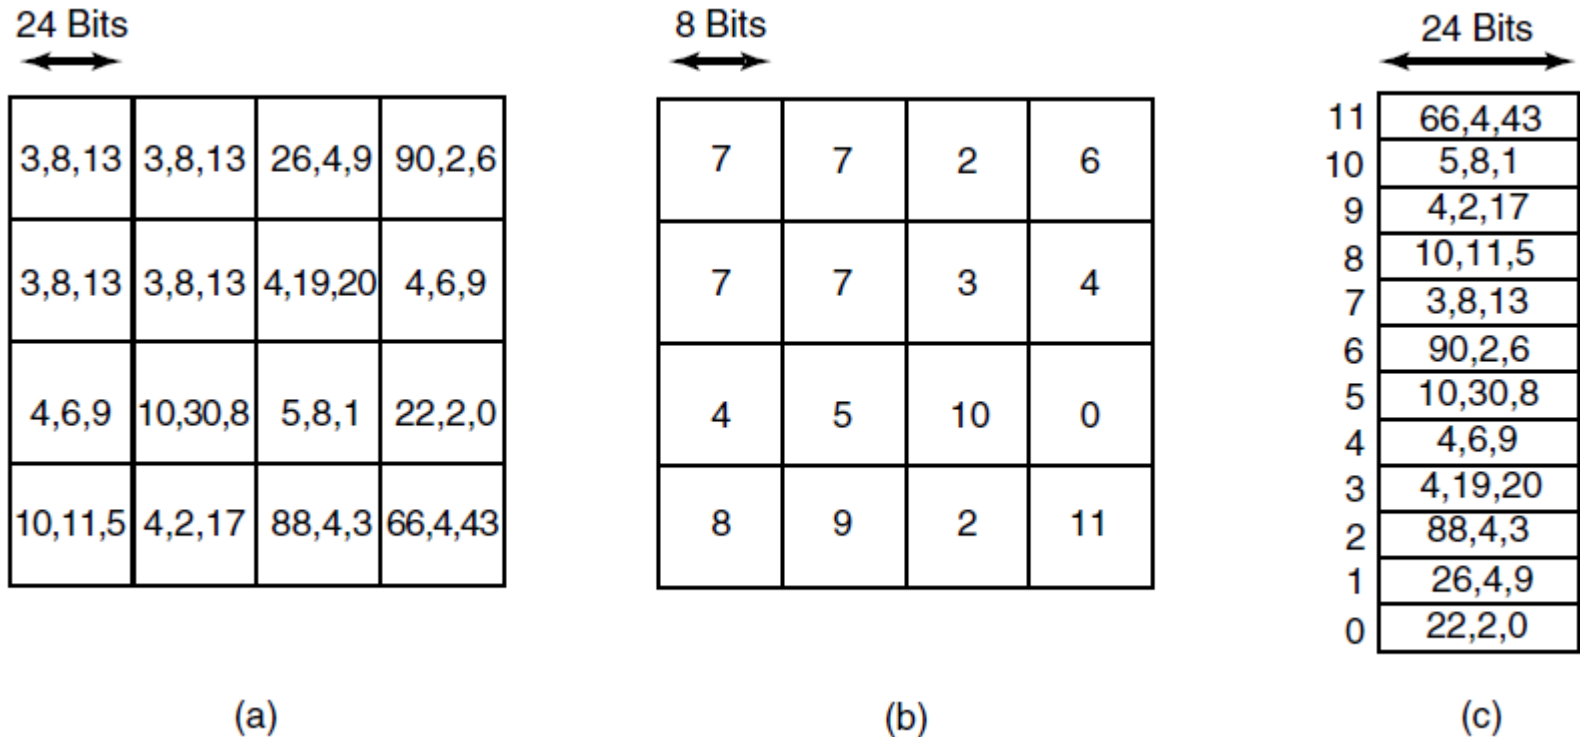 24 Bits
3,8,13 3,8,13 26,4,9 90,2,6
3,8,13 3,8,13 4,19,20 4,6,9
4,6,9 10,30,8 5,8,1 22,2,0
10,11,5 4,2,17 88,4,3 66,4,43
(a)
8 Bits
7 7 2 6
7 7 3 4
4 5 10 0
8 9 2 11
(b)
24 Bits
11 66,4,43
10 5,8,1
9 4,2,17
8 10,11,5
7 3,8,13
6 90,2,6
5 10,30,8
4 4,6,9
3 4,19,20
2 88,4,3
1 26,4,9
0 22,2,0
(c)